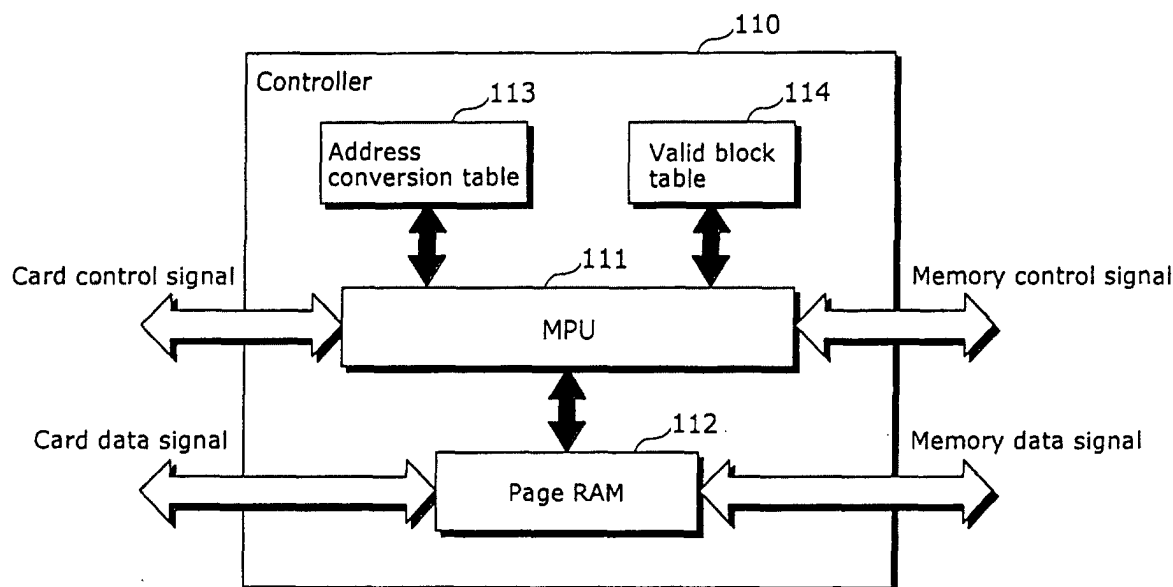 110
Controller
113
114
Address
conversion table
Valid block
table
Card control signal
111
Memory control signal
MPU
Card data signal
112
Memory data signal
Page RAM